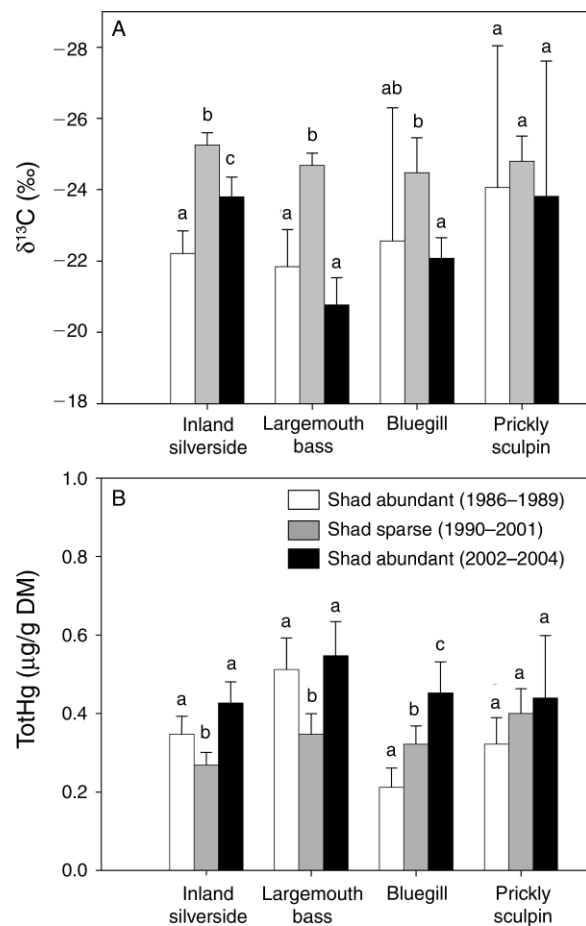 A
−28
−26
−24
−22
−20
−18
δ¹³C (‰)
a b c
a b a
ab b a
a a a
Inland silverside
Largemouth bass
Bluegill
Prickly sculpin
B
1.0
0.8
0.6
0.4
0.2
0.0
TotHg (µg/g DM)
Shad abundant (1986–1989)
Shad sparse (1990–2001)
Shad abundant (2002–2004)
a b a
a b a
a b c
a a a
Inland silverside
Largemouth bass
Bluegill
Prickly sculpin